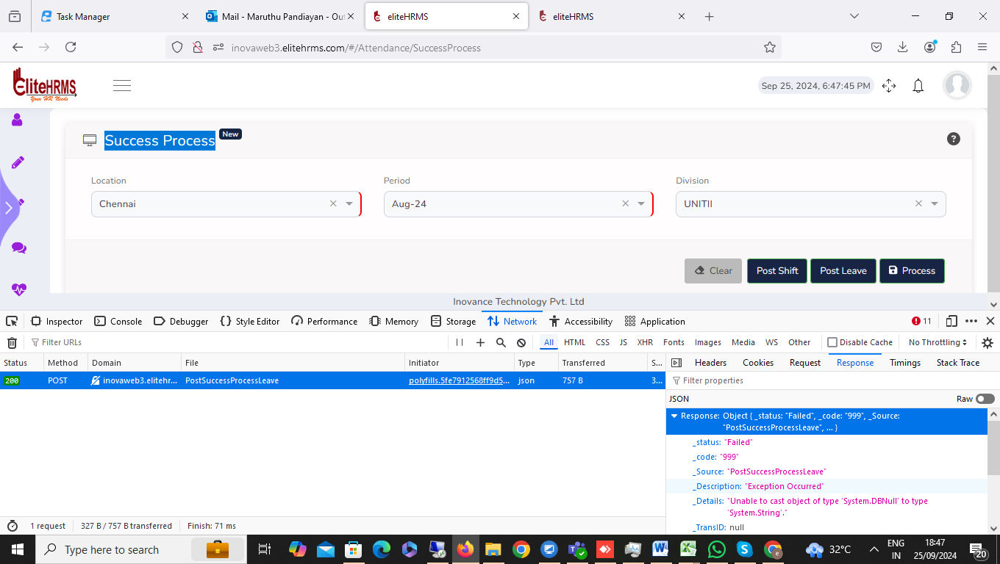 Task Manager
Mail - Maruthu Pandiayan - Out
eliteHRMS
eliteHRMS
inovaweb3.elitehrms.com/#/Attendance/SuccessProcess
EliteHRMS
Your HR Needs
Sep 25, 2024, 6:47:45 PM
Success Process New
?
Location Period Division
Chennai Aug-24 UNITII
Clear Post Shift Post Leave Process
Inovance Technology Pvt. Ltd
Inspector Console Debugger Style Editor Performance Memory Storage Network Accessibility Application 11
Filter URLs All HTML CSS JS XHR Fonts Images Media WS Other Disable Cache No Throttling
Status Method Domain File Initiator Type Transferred S... Headers Cookies Request Response Timings Stack Trace
200 POST inovaweb3.elitehr... PostSuccessProcessLeave polyfills.5fe7912568ff9d5... json 757 B 3...
Filter properties
JSON Raw
Response: Object { _status: "Failed", _code: "999", _Source:
"PostSuccessProcessLeave", ... }
_status: "Failed"
_code: "999"
_Source: "PostSuccessProcessLeave"
_Description: "Exception Occurred"
_Details: "Unable to cast object of type 'System.DBNull' to type
'System.String'."
_TransID: null
1 request 327 B / 757 B transferred Finish: 71 ms
Type here to search
32°C
ENG
IN
18:47
25/09/2024
20